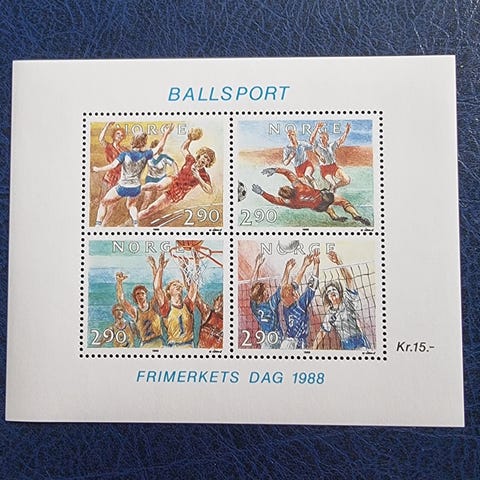 BALLSPORT
NORGE
2 90
NORGE
2 90
NORGE
2 90
NORGE
2 90
Kr.15.-
FRIMERKETS DAG 1988